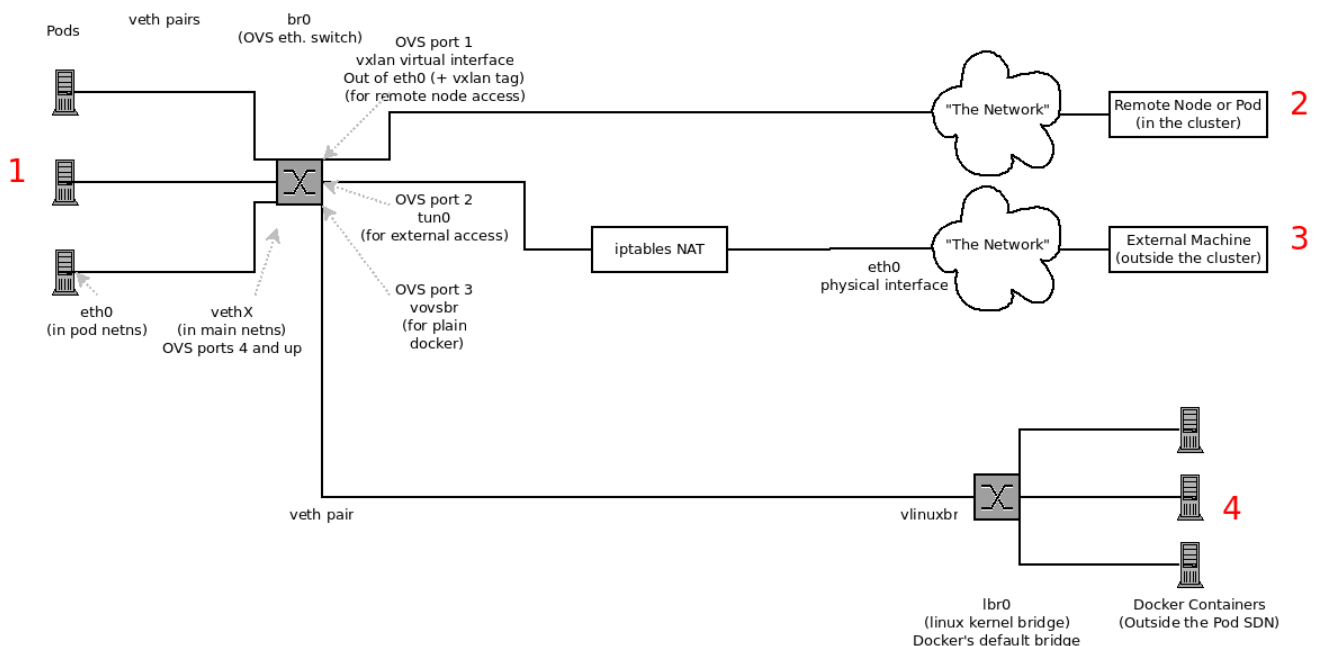 Pods
veth pairs
br0
(OVS eth. switch)
OVS port 1
vxlan virtual interface
Out of eth0 (+ vxlan tag)
(for remote node access)
"The Network"
Remote Node or Pod
(in the cluster)
2
1
OVS port 2
tun0
(for external access)
iptables NAT
eth0
physical interface
"The Network"
External Machine
(outside the cluster)
3
eth0
(in pod netns)
vethX
(in main netns)
OVS ports 4 and up
OVS port 3
vovsbr
(for plain
docker)
veth pair
vlinuxbr
4
lbr0
(linux kernel bridge)
Docker's default bridge
Docker Containers
(Outside the Pod SDN)